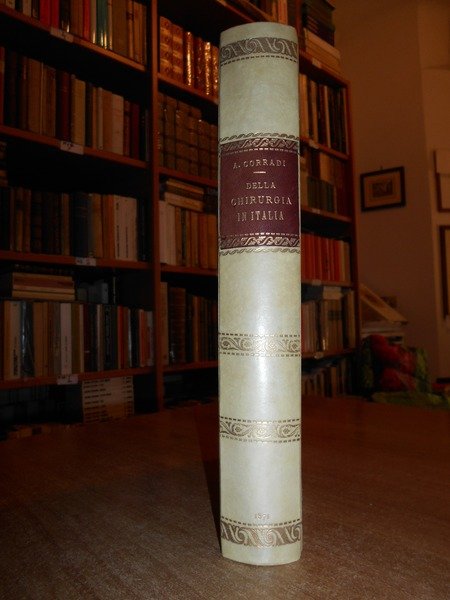 A. CORRADI
DELLA
CHIRURGIA
IN ITALIA